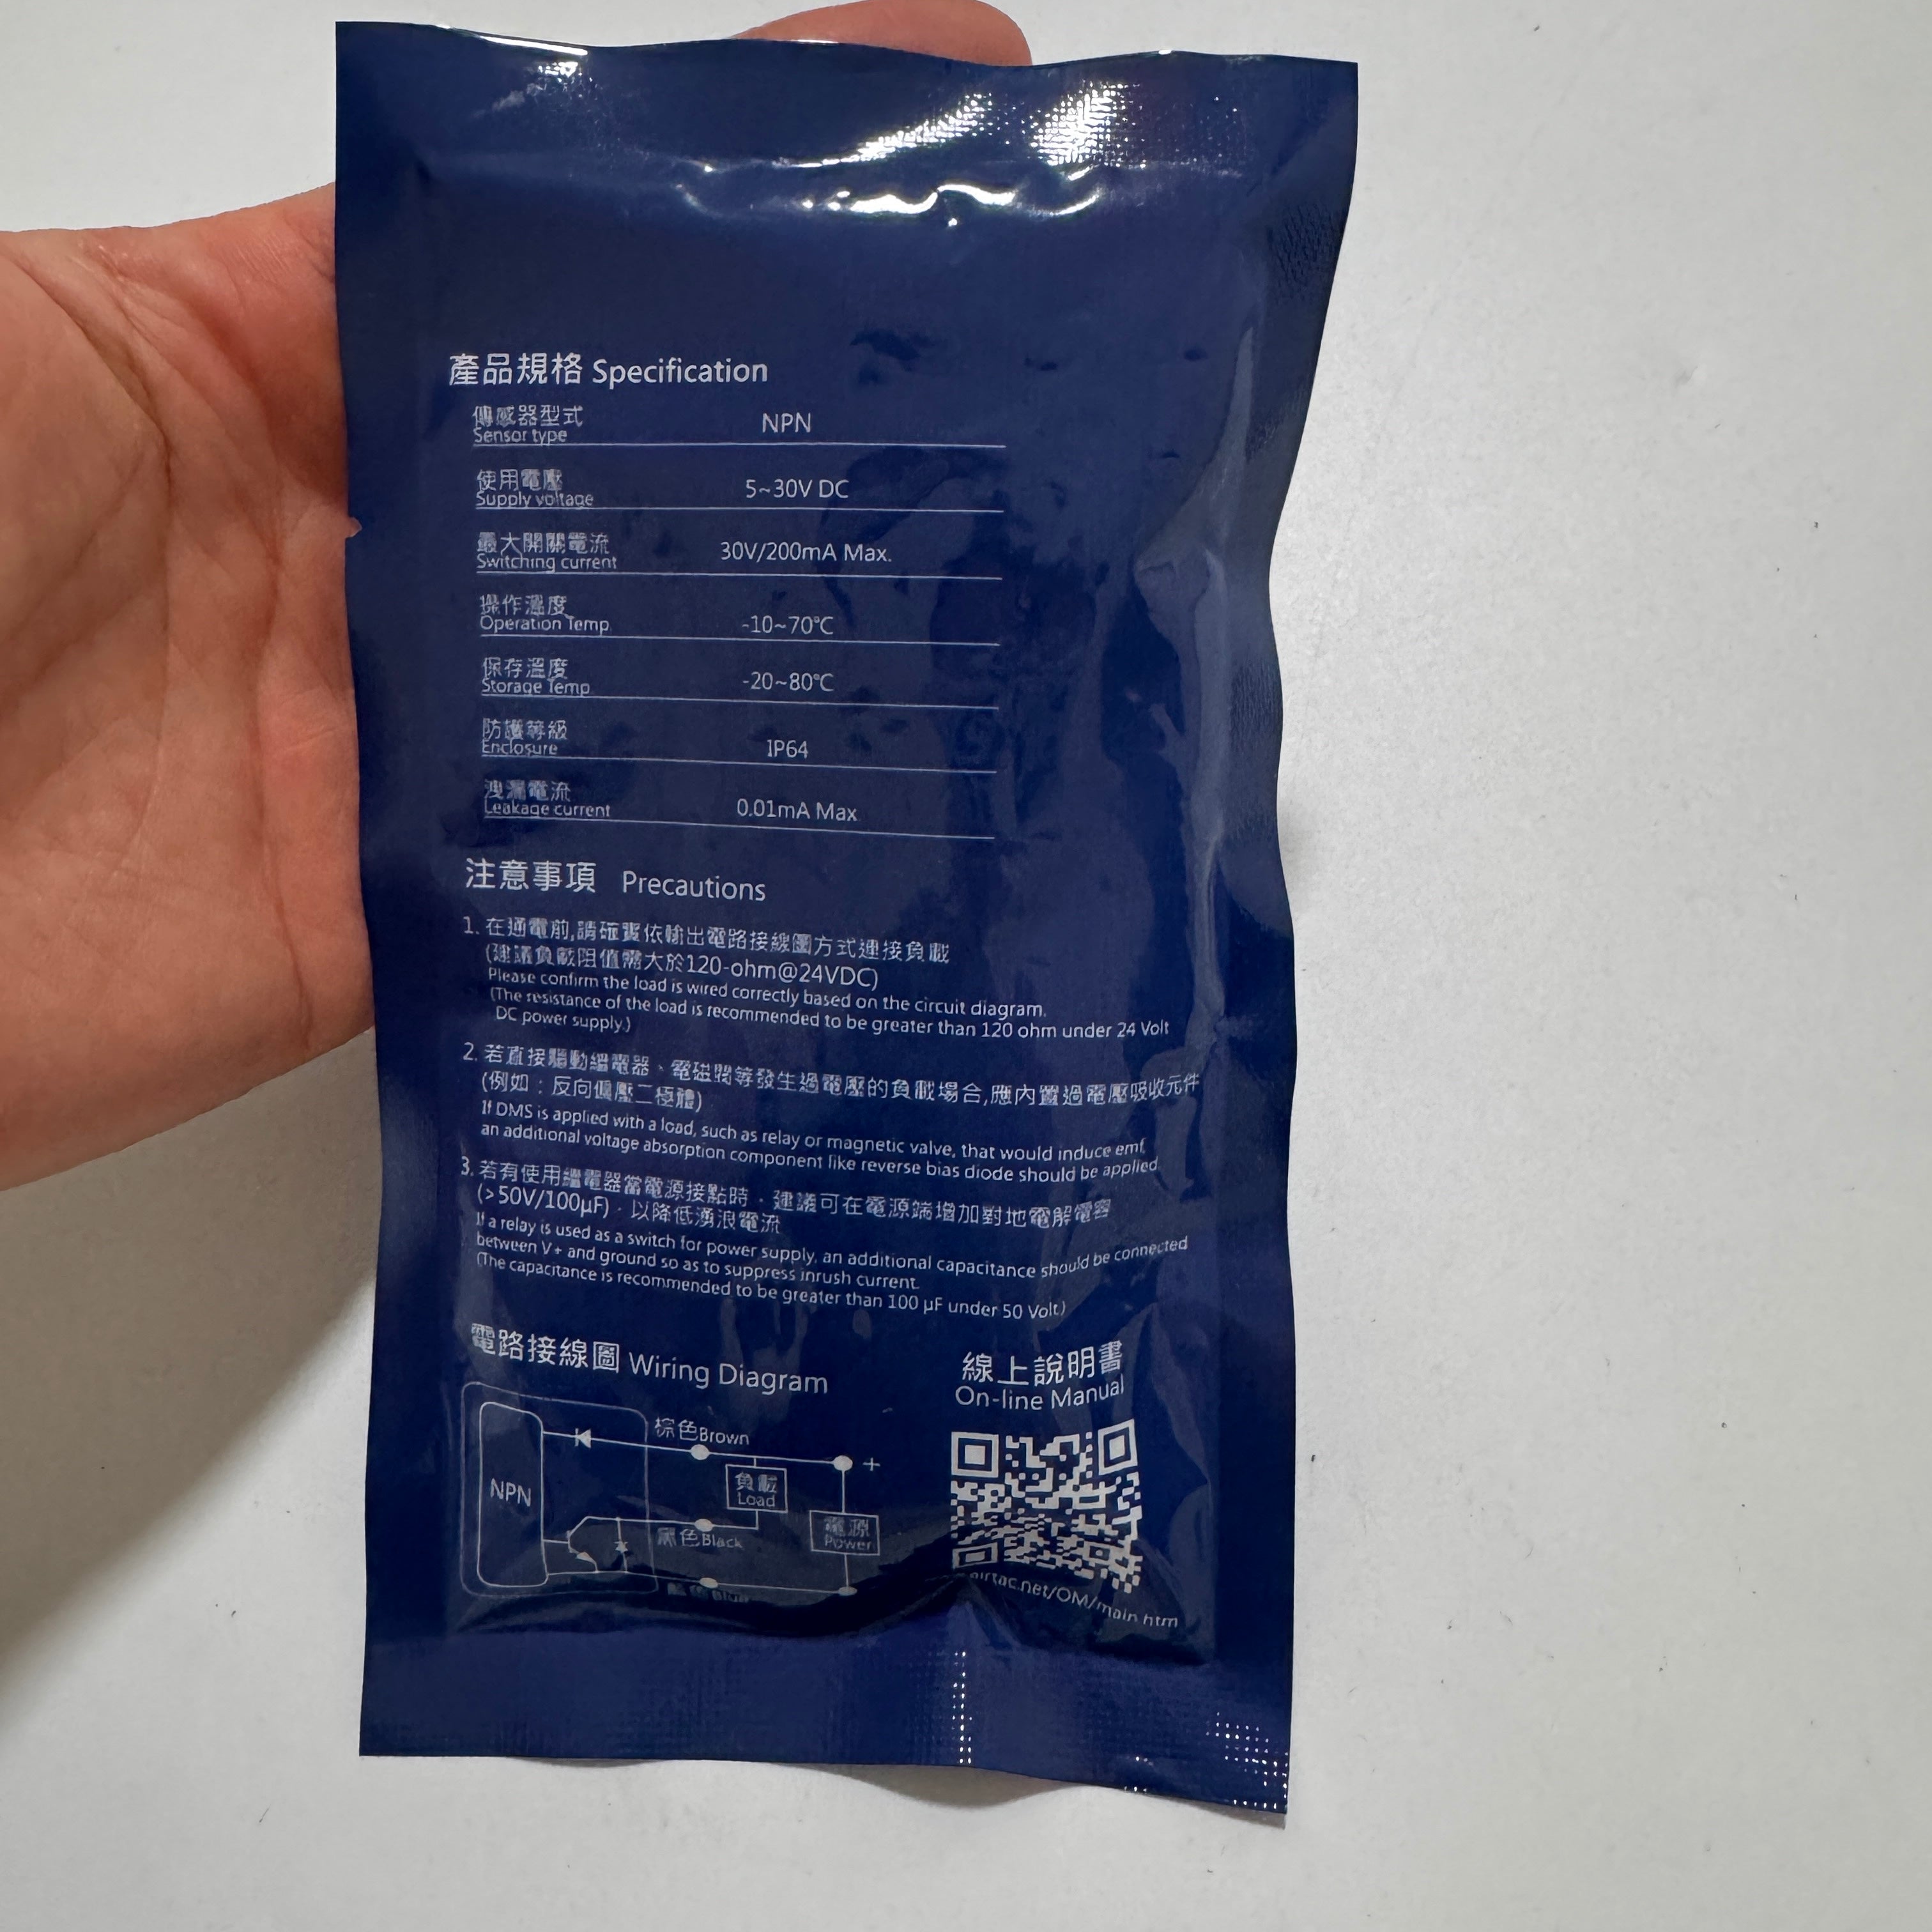 產品規格 Specification
傳感器型式
Sensor type
NPN
使用電壓
Supply voltage
5~30V DC
最大開關電流
Switching current
30V/200mA Max.
操作溫度
Operation Temp.
-10~70℃
保存溫度
Storage Temp.
-20~80℃
防護等級
Enclosure
IP64
洩漏電流
Leakage current
0.01mA Max.
注意事項 Precautions
1. 在通電前,請確實依輸出電路接線圖方式連接負載
(建議負載阻值需大於120-ohm@24VDC)
Please confirm the load is wired correctly based on the circuit diagram.
(The resistance of the load is recommended to be greater than 120 ohm under 24 Volt
DC power supply.)
2. 若直接驅動繼電器、電磁閥等發生過電壓的負載場合,應內置過電壓吸收元件
(例如：反向偏壓二極體)
If DMS is applied with a load, such as relay or magnetic valve, that would induce emf,
an additional voltage absorption component like reverse bias diode should be applied.
3. 若有使用繼電器當電源接點時，建議可在電源端增加對地電解電容
(>50V/100μF)，以降低湧浪電流
If a relay is used as a switch for power supply, an additional capacitance should be connected
between V+ and ground so as to suppress inrush current.
(The capacitance is recommended to be greater than 100 μF under 50 Volt.)
電路接線圖 Wiring Diagram
NPN
棕色Brown
+
負載
Load
黑色Black
電源
Power
藍色Blue
線上說明書
On-line Manual
airtac.net/OM/main.htm